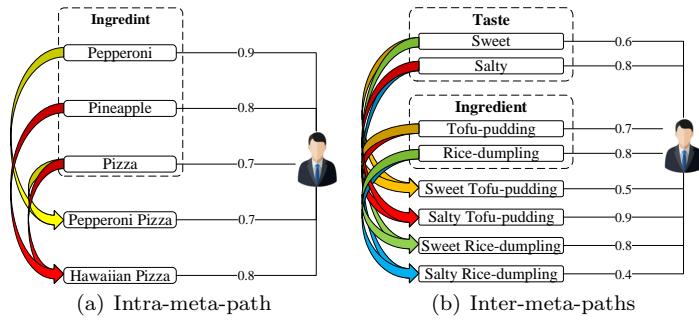 Ingredint
Pepperoni
0.9
Pineapple
0.8
Pizza
0.7
Pepperoni Pizza
0.7
Hawaiian Pizza
0.8
(a) Intra-meta-path
Taste
Sweet
0.6
Salty
0.8
Ingredient
Tofu-pudding
0.7
Rice-dumpling
0.8
Sweet Tofu-pudding
0.5
Salty Tofu-pudding
0.9
Sweet Rice-dumpling
0.8
Salty Rice-dumpling
0.4
(b) Inter-meta-paths